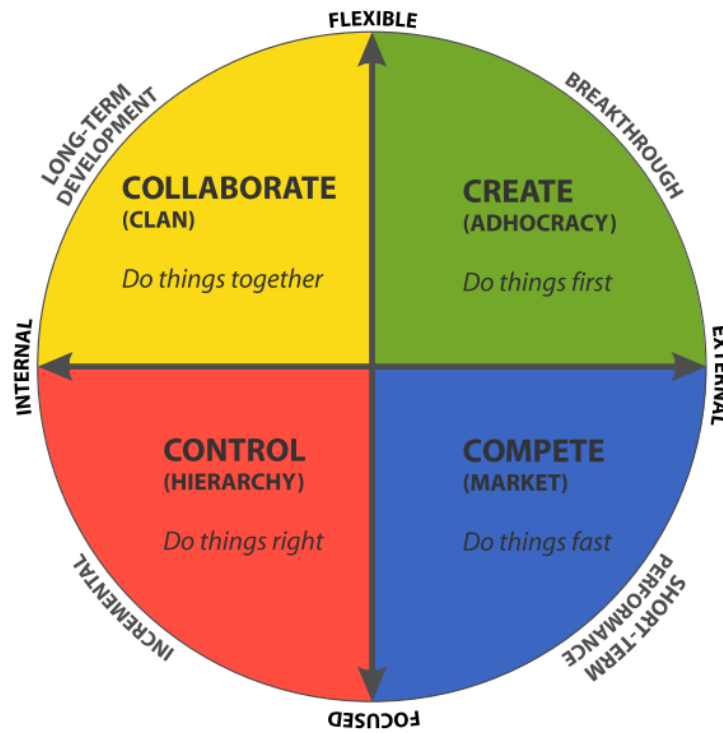 FLEXIBLE
LONG-TERM
DEVELOPMENT
BREAKTHROUGH
COLLABORATE
(CLAN)
Do things together
CREATE
(ADHOCRACY)
Do things first
INTERNAL
EXTERNAL
CONTROL
(HIERARCHY)
Do things right
COMPETE
(MARKET)
Do things fast
INCREMENTAL
SHORT-TERM
PERFORMANCE
FOCUSED